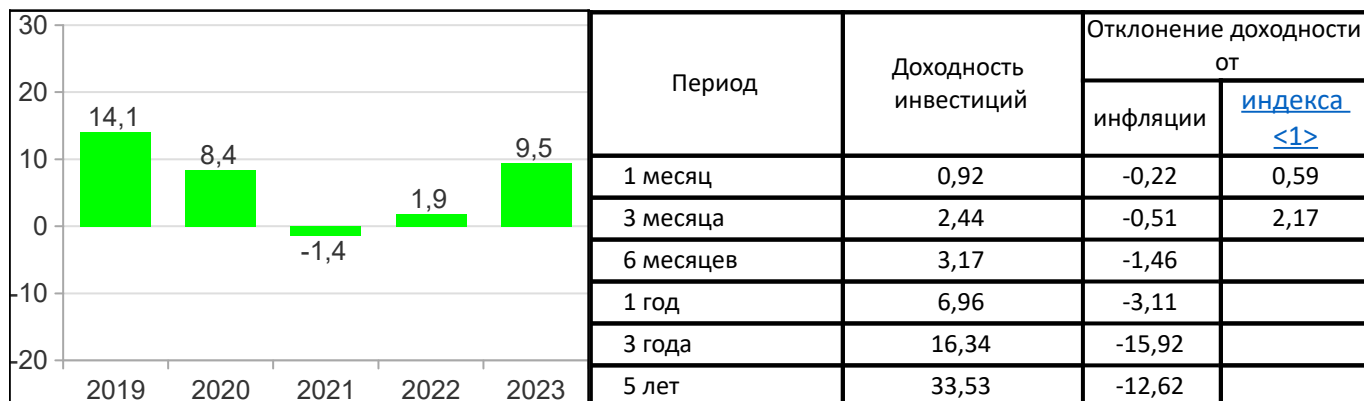 30
20
10
0
-10
-20
14,1
8,4
-1,4
1,9
9,5
2019 2020 2021 2022 2023
Период
Доходность
инвестиций
Отклонение доходности
от
инфляции
индекса
<1>
1 месяц 0,92 -0,22 0,59
3 месяца 2,44 -0,51 2,17
6 месяцев 3,17 -1,46
1 год 6,96 -3,11
3 года 16,34 -15,92
5 лет 33,53 -12,62